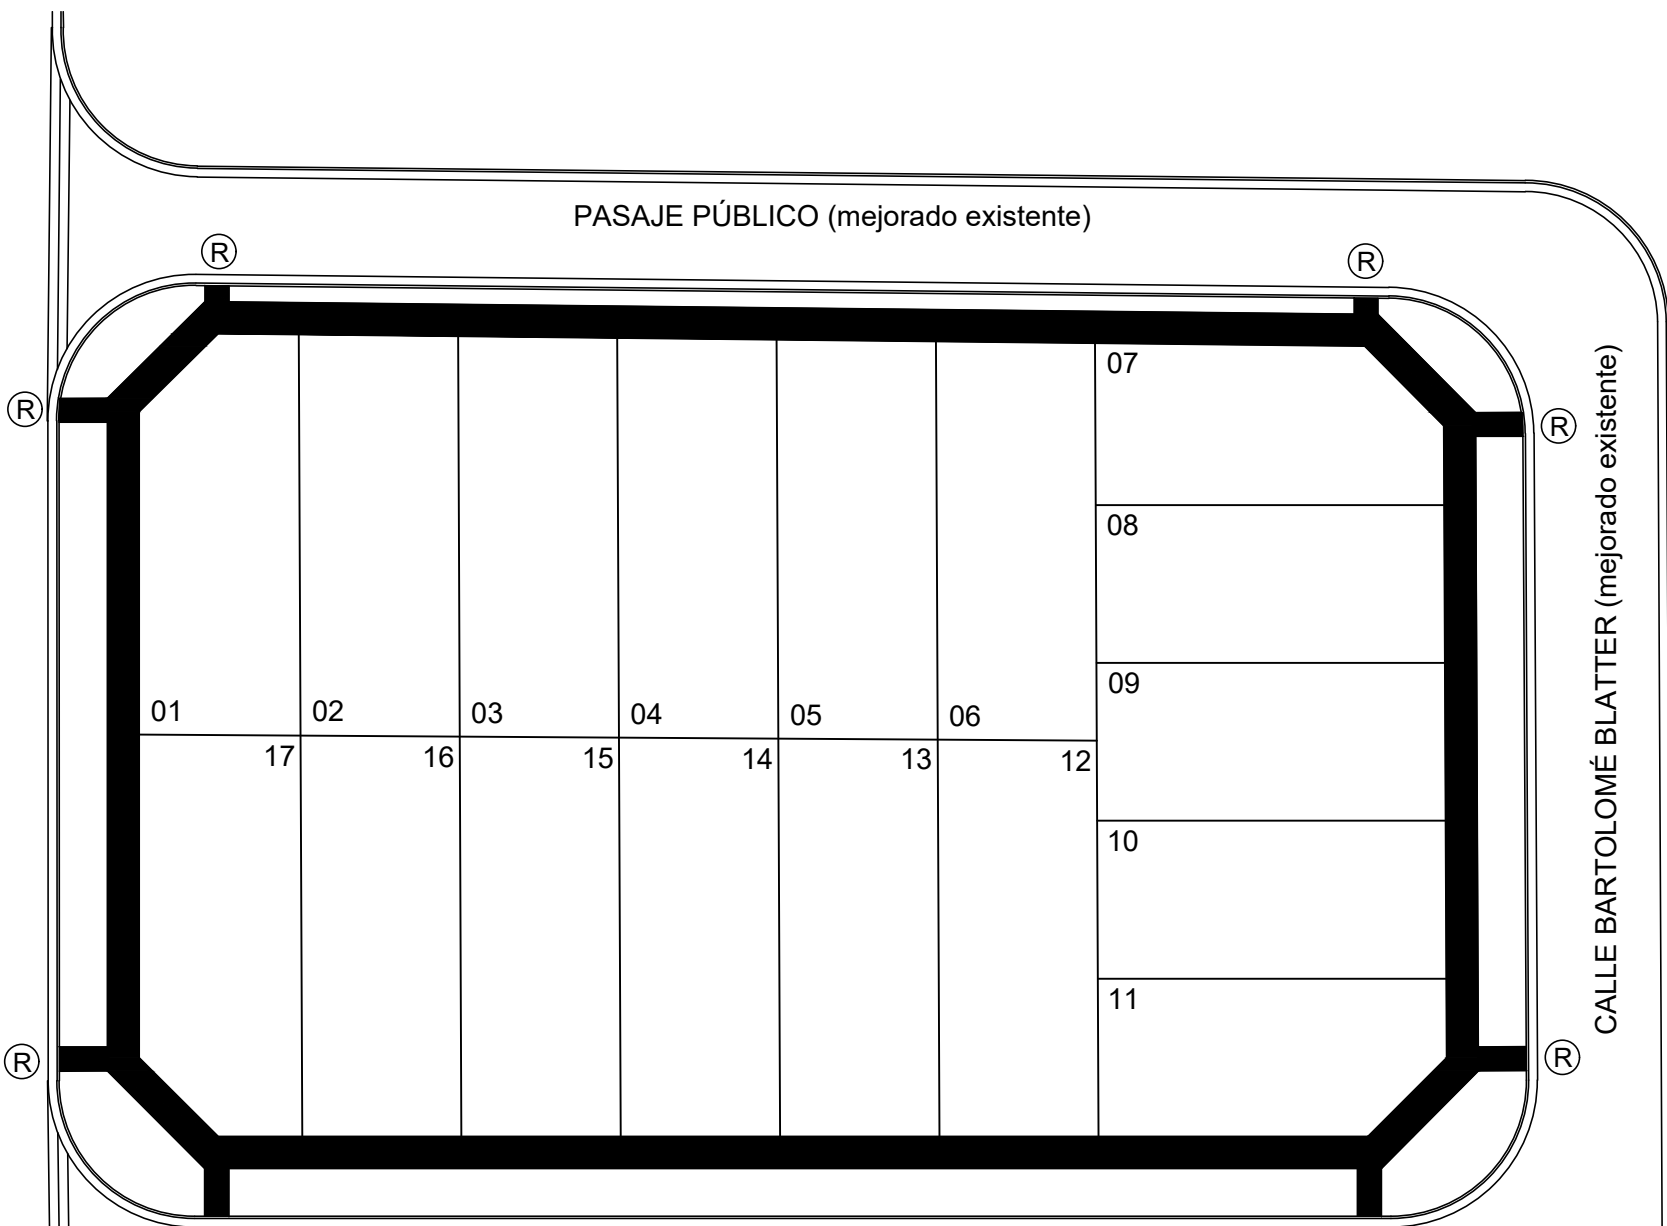 PASAJE PÚBLICO (mejorado existente)
R
R
R
R
07
08
09
10
11
01
02
03
04
05
06
17
16
15
14
13
12
CALLE BARTOLOMÉ BLATTER (mejorado existente)
R
R